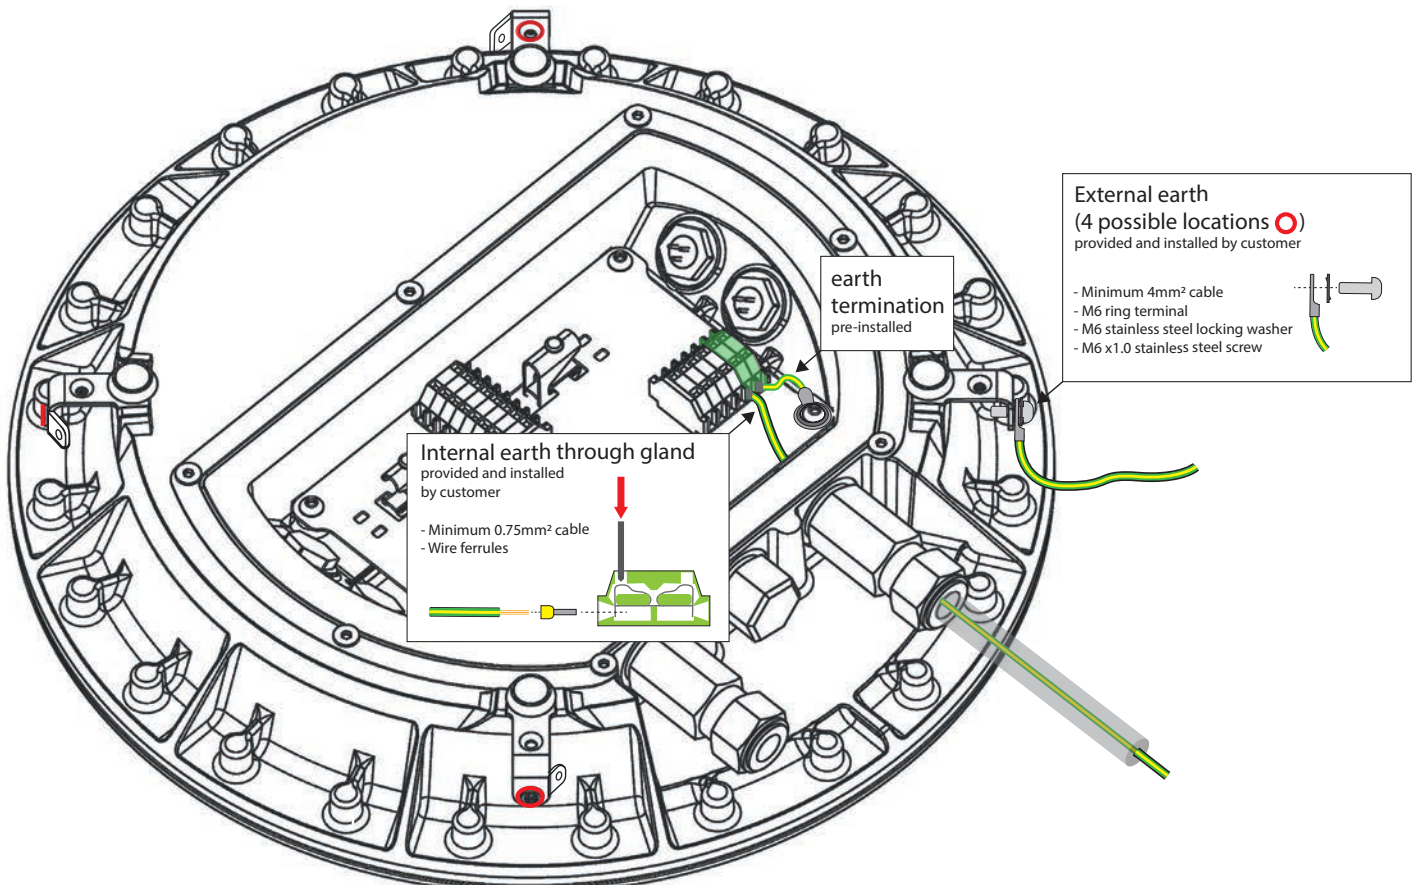 External earth
(4 possible locations )
provided and installed by customer
- Minimum 4mm² cable
- M6 ring terminal
- M6 stainless steel locking washer
- M6 x1.0 stainless steel screw
earth
termination
pre-installed
Internal earth through gland
provided and installed
by customer
- Minimum 0.75mm² cable
- Wire ferrules